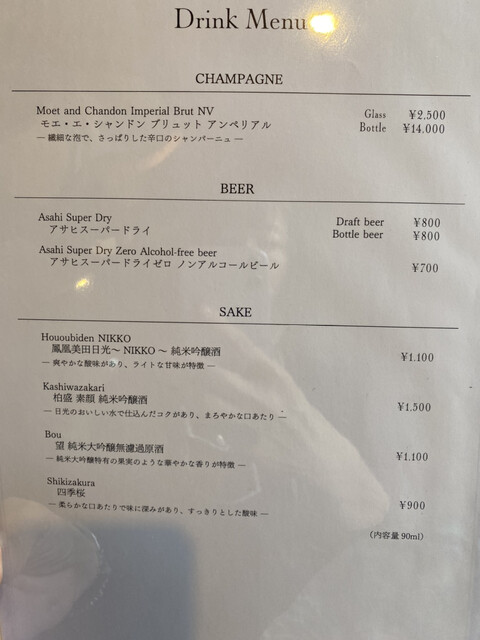 Drink Menu
CHAMPAGNE
Moet and Chandon Imperial Brut NV
モエ・エ・シャンドン ブリュット アンペリアル
― 繊細な泡で、さっぱりした辛口のシャンパーニュ ―
Glass ¥2,500
Bottle ¥14,000
BEER
Asahi Super Dry
アサヒスーパードライ
Draft beer ¥800
Bottle beer ¥800
Asahi Super Dry Zero Alcohol-free beer
アサヒスーパードライゼロ ノンアルコールビール ¥700
SAKE
Hououbiden NIKKO
鳳凰美田日光～ NIKKO ～ 純米吟醸酒
― 爽やかな酸味があり、ライトな甘味が特徴 ― ¥1,100
Kashiwazakari
柏盛 素顔 純米吟醸酒
― 日光のおいしい水で仕込んだコクがあり、まろやかな口あたり ― ¥1,500
Bou
望 純米大吟醸無濾過原酒
― 純米大吟醸特有の果実のような華やかな香りが特徴 ― ¥1,100
Shikizakura
四季桜
― 柔らかな口あたりで味に深みがあり、すっきりとした酸味 ― ¥900
（内容量 90ml）